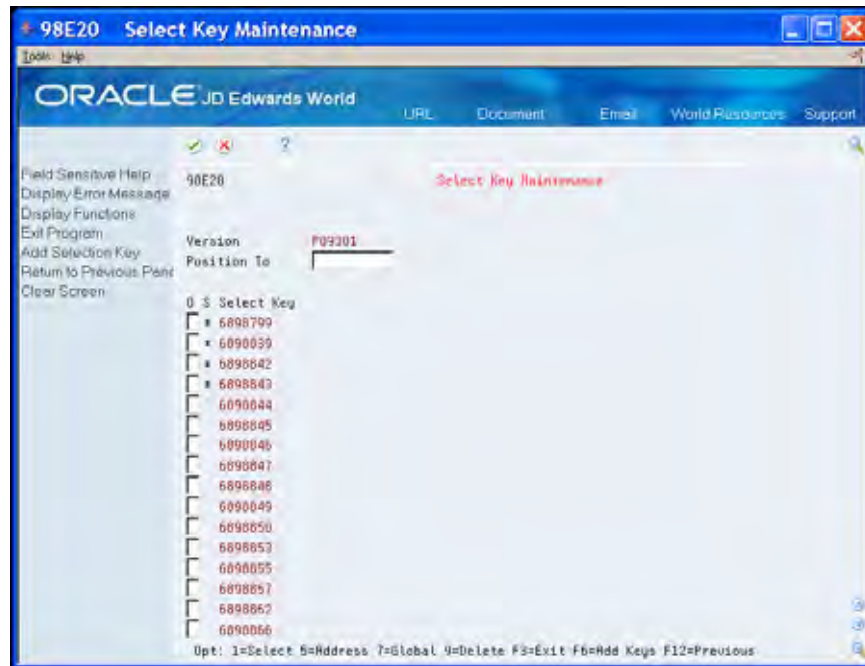 98E20 Select Key Maintenance
Tools Help
ORACLE JD Edwards World
URL Document Email World Resources Support
Field Sensitive Help
Display Error Message
Display Functions
Exit Program
Add Selection Key
Return to Previous Pane
Clear Screen
98E20 Select Key Maintenance
Version P09301
Position To
O S Select Key
* 6898799
* 6898839
* 6898842
* 6898843
6898844
6898845
6898846
6898847
6898848
6898849
6898850
6898853
6898855
6898857
6898862
6898866
Opt: 1=Select 5=Address 7=Global 9=Delete F3=Exit F6=Add Keys F12=Previous